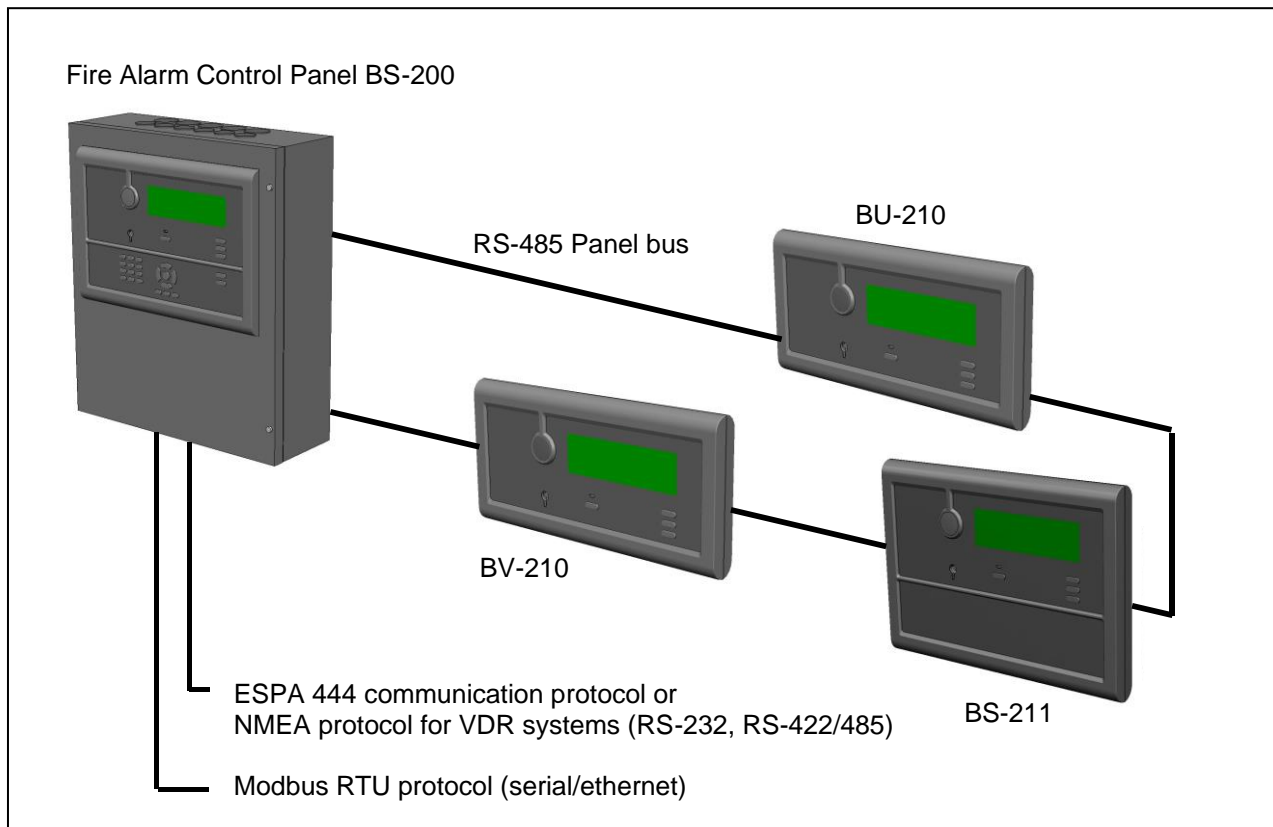 Fire Alarm Control Panel BS-200
BU-210
RS-485 Panel bus
BV-210
BS-211
ESPA 444 communication protocol or
NMEA protocol for VDR systems (RS-232, RS-422/485)
Modbus RTU protocol (serial/ethernet)